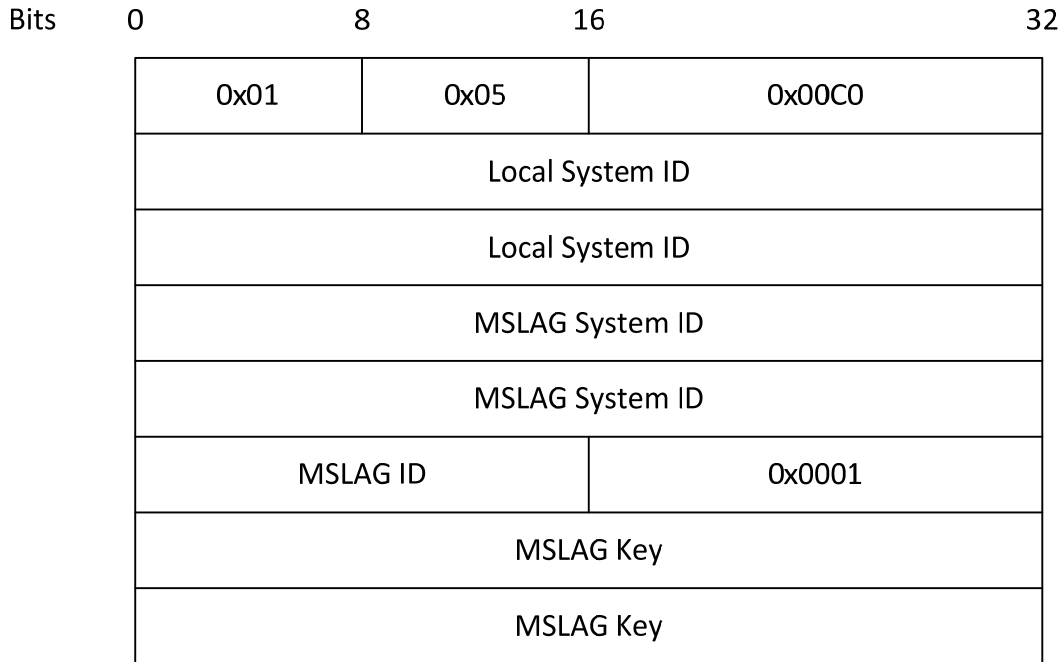 Bits 0 8 16 32
0x01 0x05 0x00C0
Local System ID
Local System ID
MSLAG System ID
MSLAG System ID
MSLAG ID 0x0001
MSLAG Key
MSLAG Key